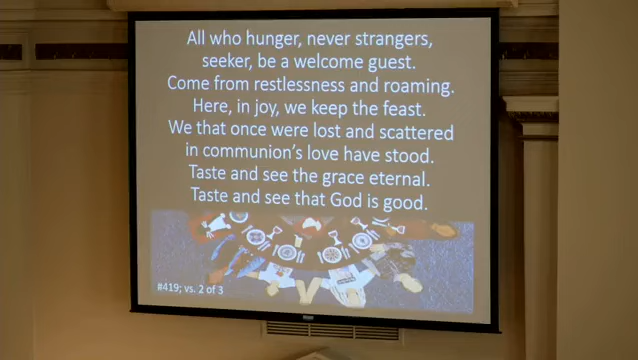 All who hunger, never strangers,
seeker, be a welcome guest.
Come from restlessness and roaming.
Here, in joy, we keep the feast.
We that once were lost and scattered
in communion's love have stood.
Taste and see the grace eternal.
Taste and see that God is good.
#419; vs. 2 of 3